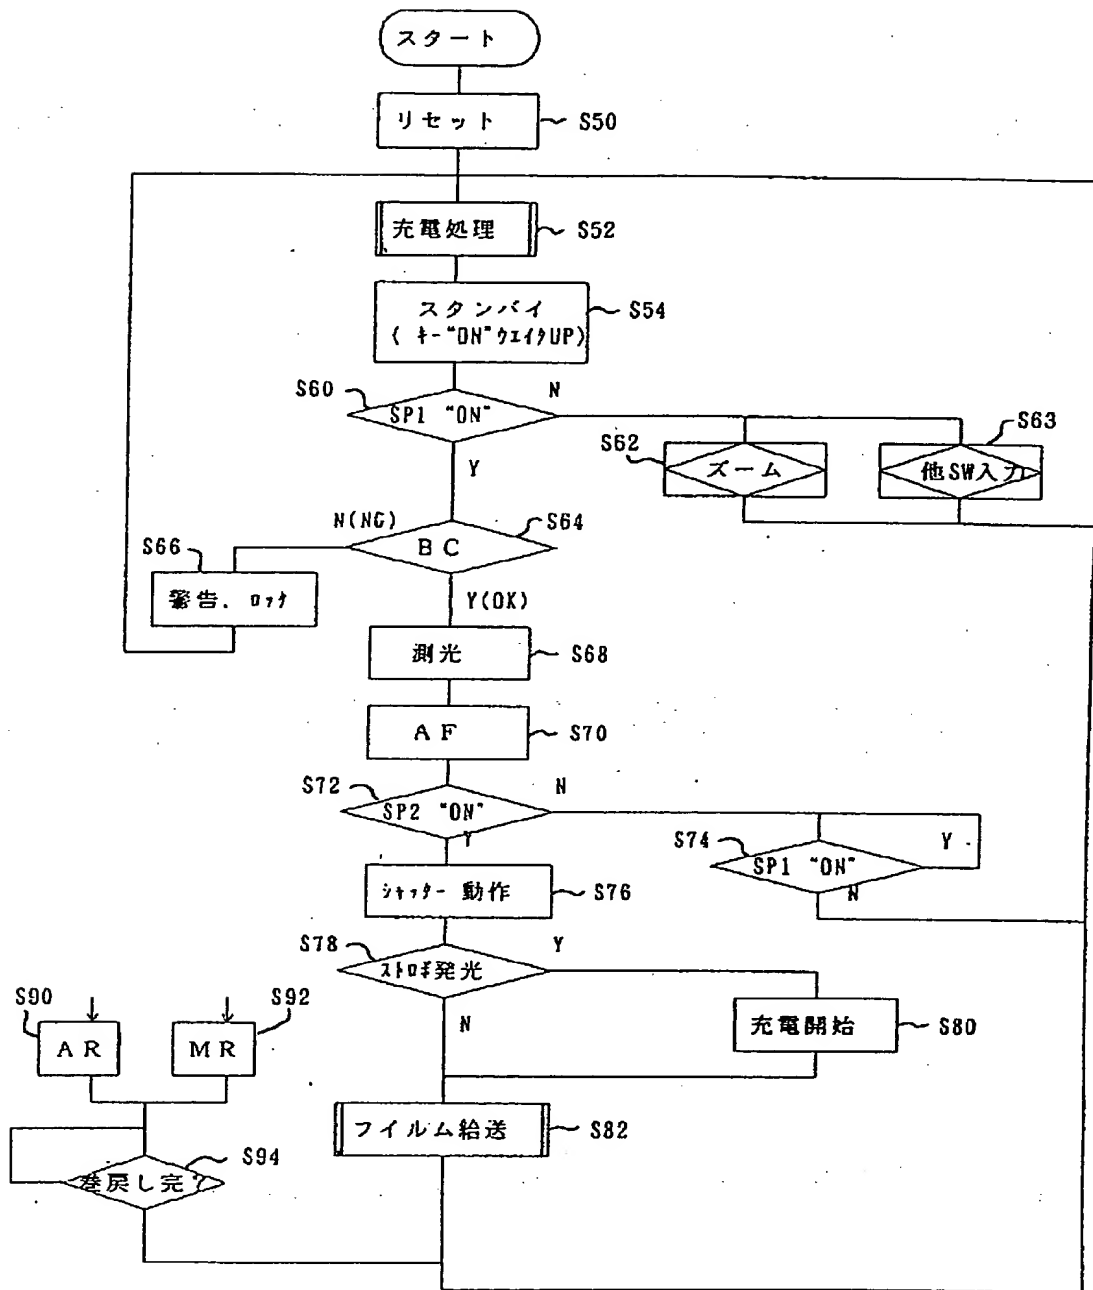 スタート
リセット
S50
充電処理
S52
スタンバイ
( キー"ON"ウエイクUP)
S54
S60
SP1 "ON"
N
Y
S62
ズーム
S63
他SW入力
N(NG)
BC
S64
S66
警告、ロック
Y(OK)
測光
S68
AF
S70
S72
SP2 "ON"
N
Y
S74
SP1 "ON"
Y
N
シャッター 動作
S76
S78
ストロボ発光
Y
N
充電開始
S80
S90
AR
MR
S92
フイルム給送
S82
巻戻し完?
S94